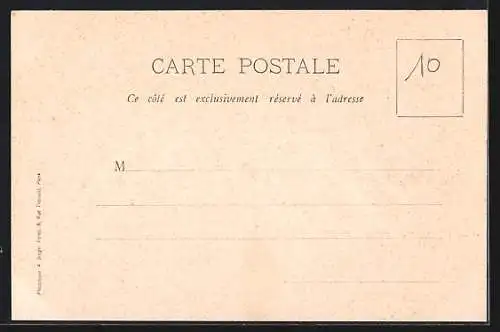 CARTE POSTALE
10
Ce côté est exclusivement réservé à l'adresse
M